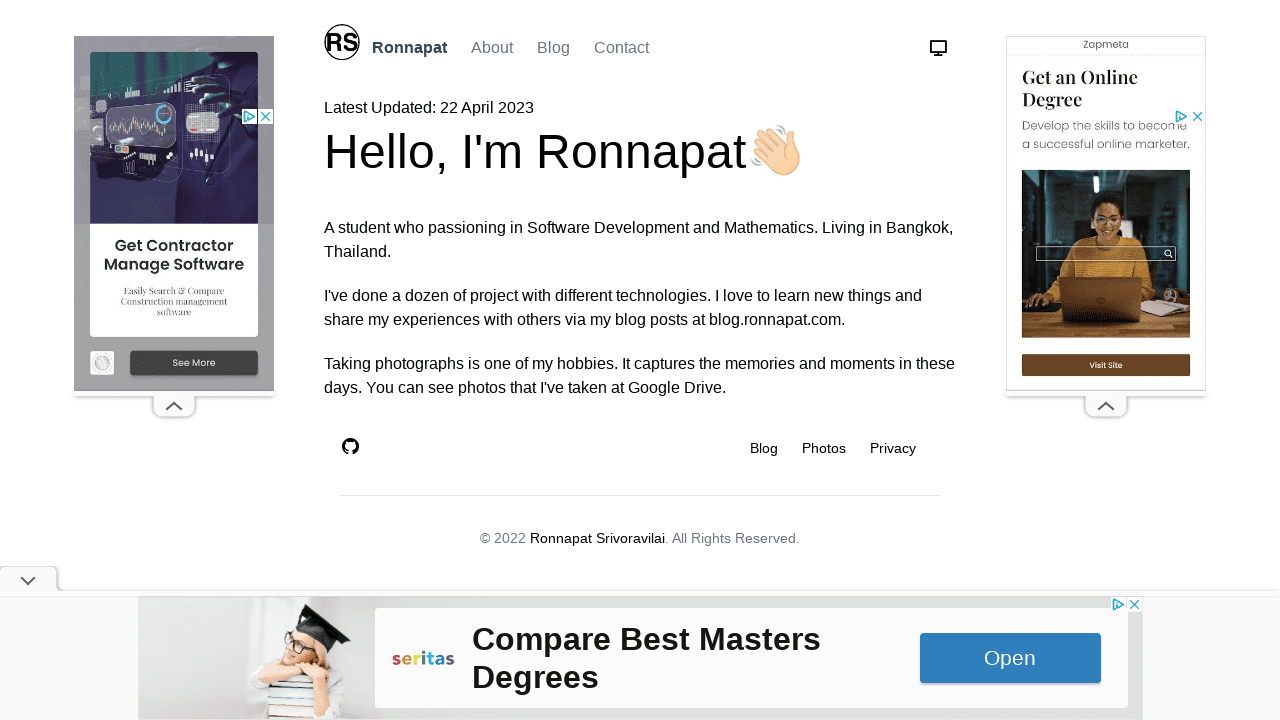 RS
Ronnapat
About
Blog
Contact
Latest Updated: 22 April 2023
Hello, I'm Ronnapat
A student who passioning in Software Development and Mathematics. Living in Bangkok,
Thailand.
I've done a dozen of project with different technologies. I love to learn new things and
share my experiences with others via my blog posts at blog.ronnapat.com.
Taking photographs is one of my hobbies. It captures the memories and moments in these
days. You can see photos that I've taken at Google Drive.
Blog
Photos
Privacy
© 2022 Ronnapat Srivoravilai. All Rights Reserved.
Get Contractor
Manage Software
Easily Search & Compare
Construction management
software
See More
Zapmeta
Get an Online
Degree
Develop the skills to become
a successful online marketer.
Visit Site
seritas
Compare Best Masters
Degrees
Open